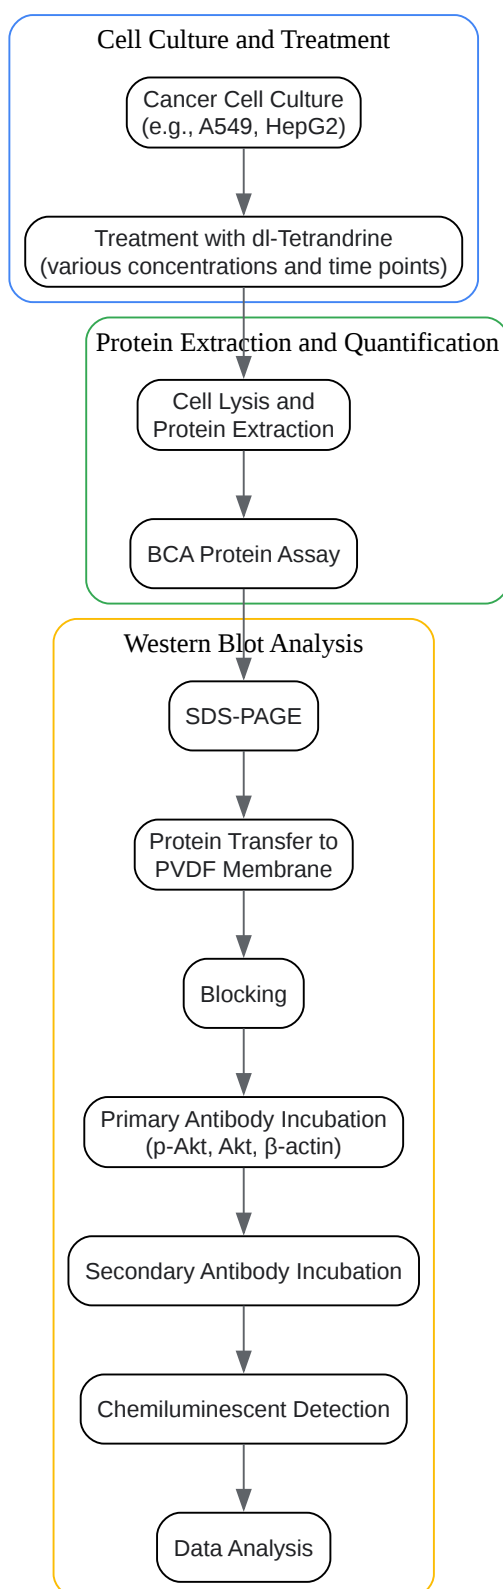 Cell Culture and Treatment
Cancer Cell Culture
(e.g., A549, HepG2)
Treatment with dl-Tetrandrine
(various concentrations and time points)
Protein Extraction and Quantification
Cell Lysis and
Protein Extraction
BCA Protein Assay
Western Blot Analysis
SDS-PAGE
Protein Transfer to
PVDF Membrane
Blocking
Primary Antibody Incubation
(p-Akt, Akt, β-actin)
Secondary Antibody Incubation
Chemiluminescent Detection
Data Analysis